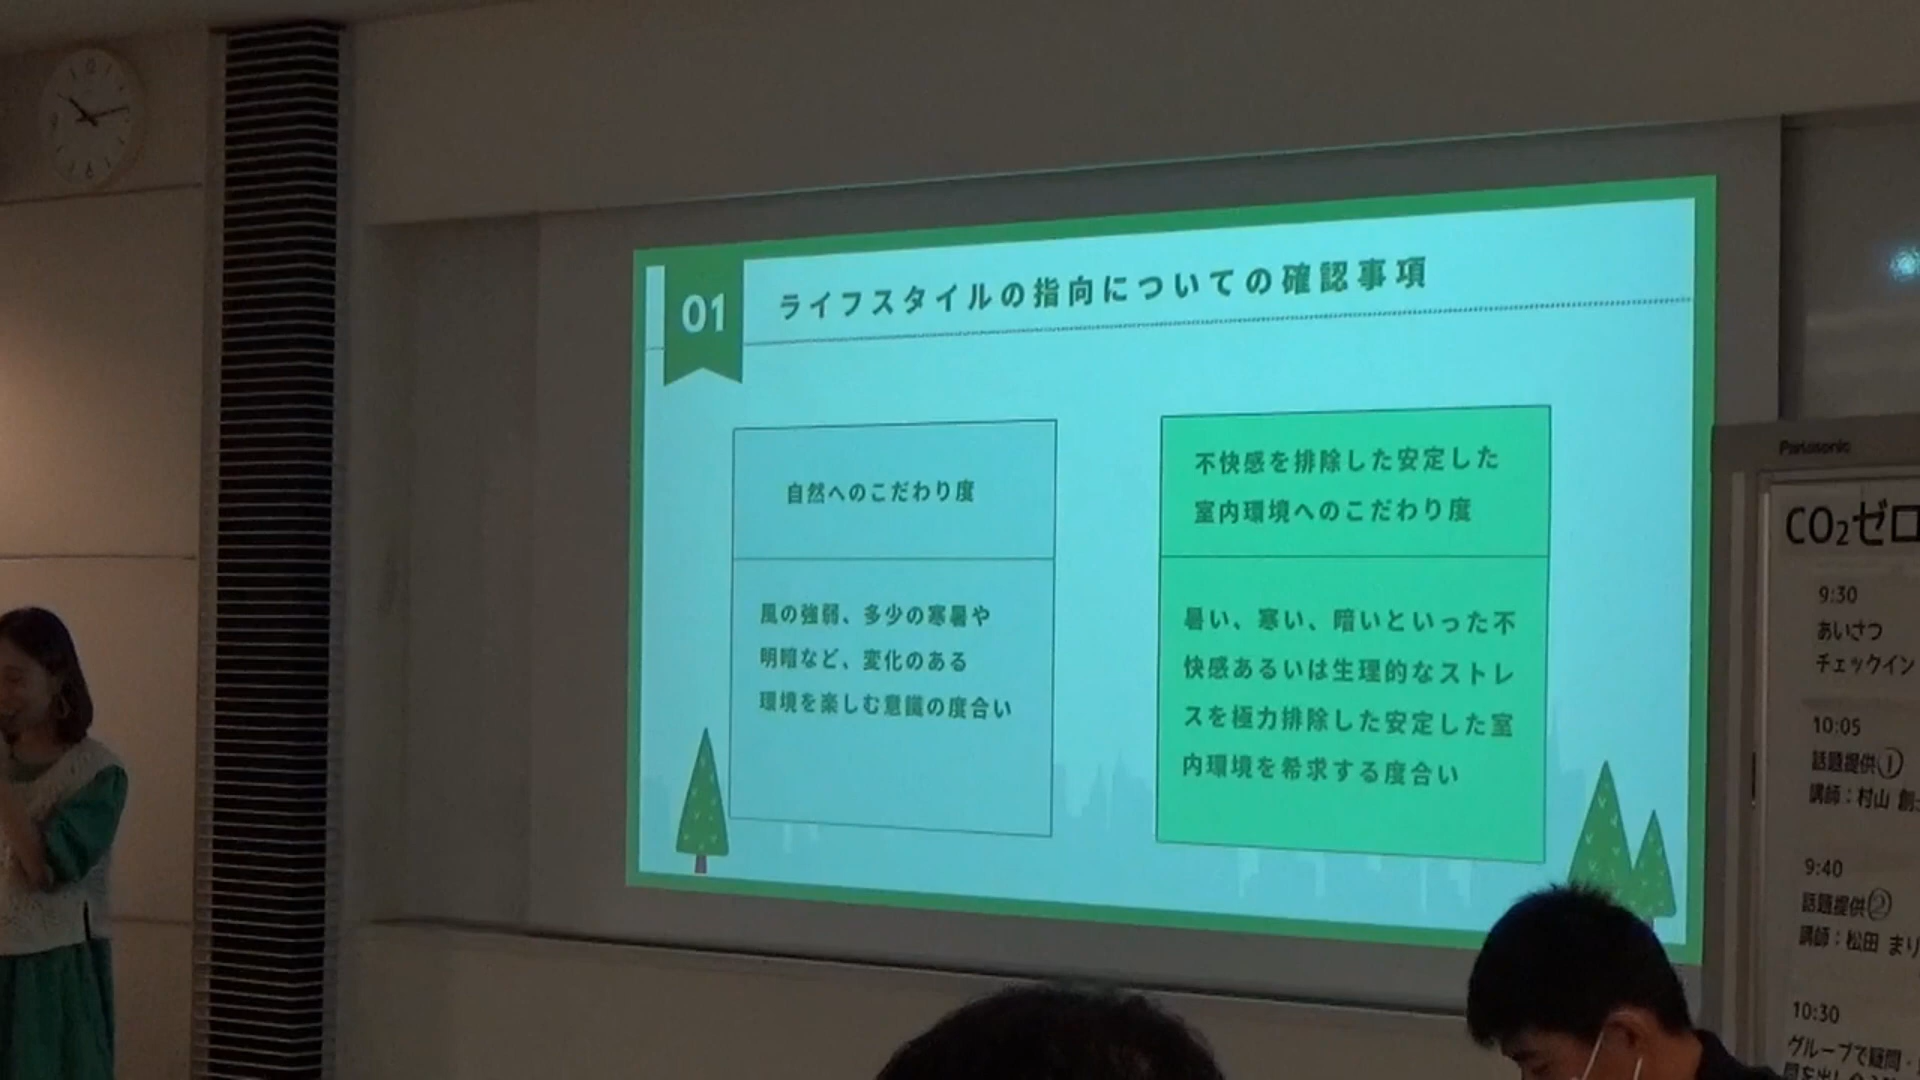 01
ライフスタイルの指向についての確認事項
自然へのこだわり度
風の強弱、多少の寒暑や
明暗など、変化のある
環境を楽しむ意識の度合い
不快感を排除した安定した
室内環境へのこだわり度
暑い、寒い、暗いといった不
快感あるいは生理的なストレ
スを極力排除した安定した室
内環境を希求する度合い
Panasonic
CO₂ゼロ
9:30
あいさつ
チェックイン
10:05
話題提供①
講師：村山 創
9:40
話題提供②
講師：松田 まり
10:30
グループで疑問・